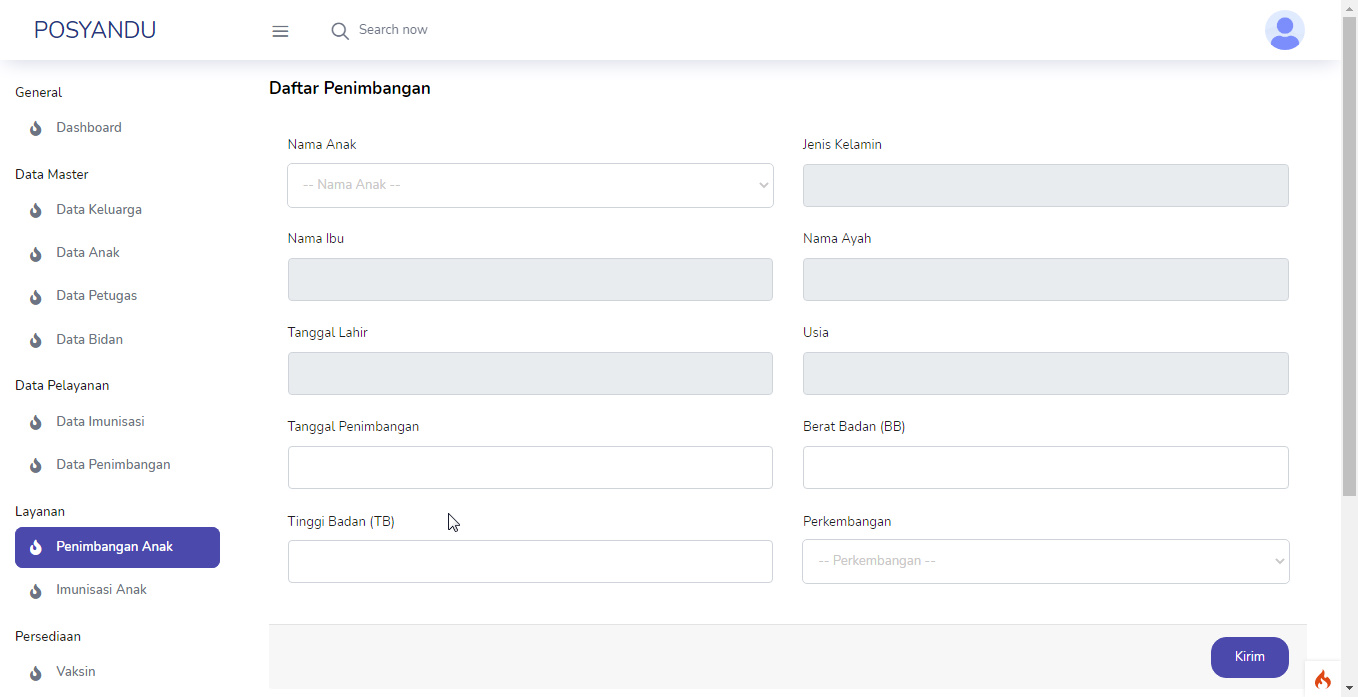 POSYANDU
Search now
General
Dashboard
Data Master
Data Keluarga
Data Anak
Data Petugas
Data Bidan
Data Pelayanan
Data Imunisasi
Data Penimbangan
Layanan
Penimbangan Anak
Imunisasi Anak
Persediaan
Vaksin
Daftar Penimbangan
Nama Anak
-- Nama Anak --
Jenis Kelamin
Nama Ibu
Nama Ayah
Tanggal Lahir
Usia
Tanggal Penimbangan
Berat Badan (BB)
Tinggi Badan (TB)
Perkembangan
-- Perkembangan --
Kirim